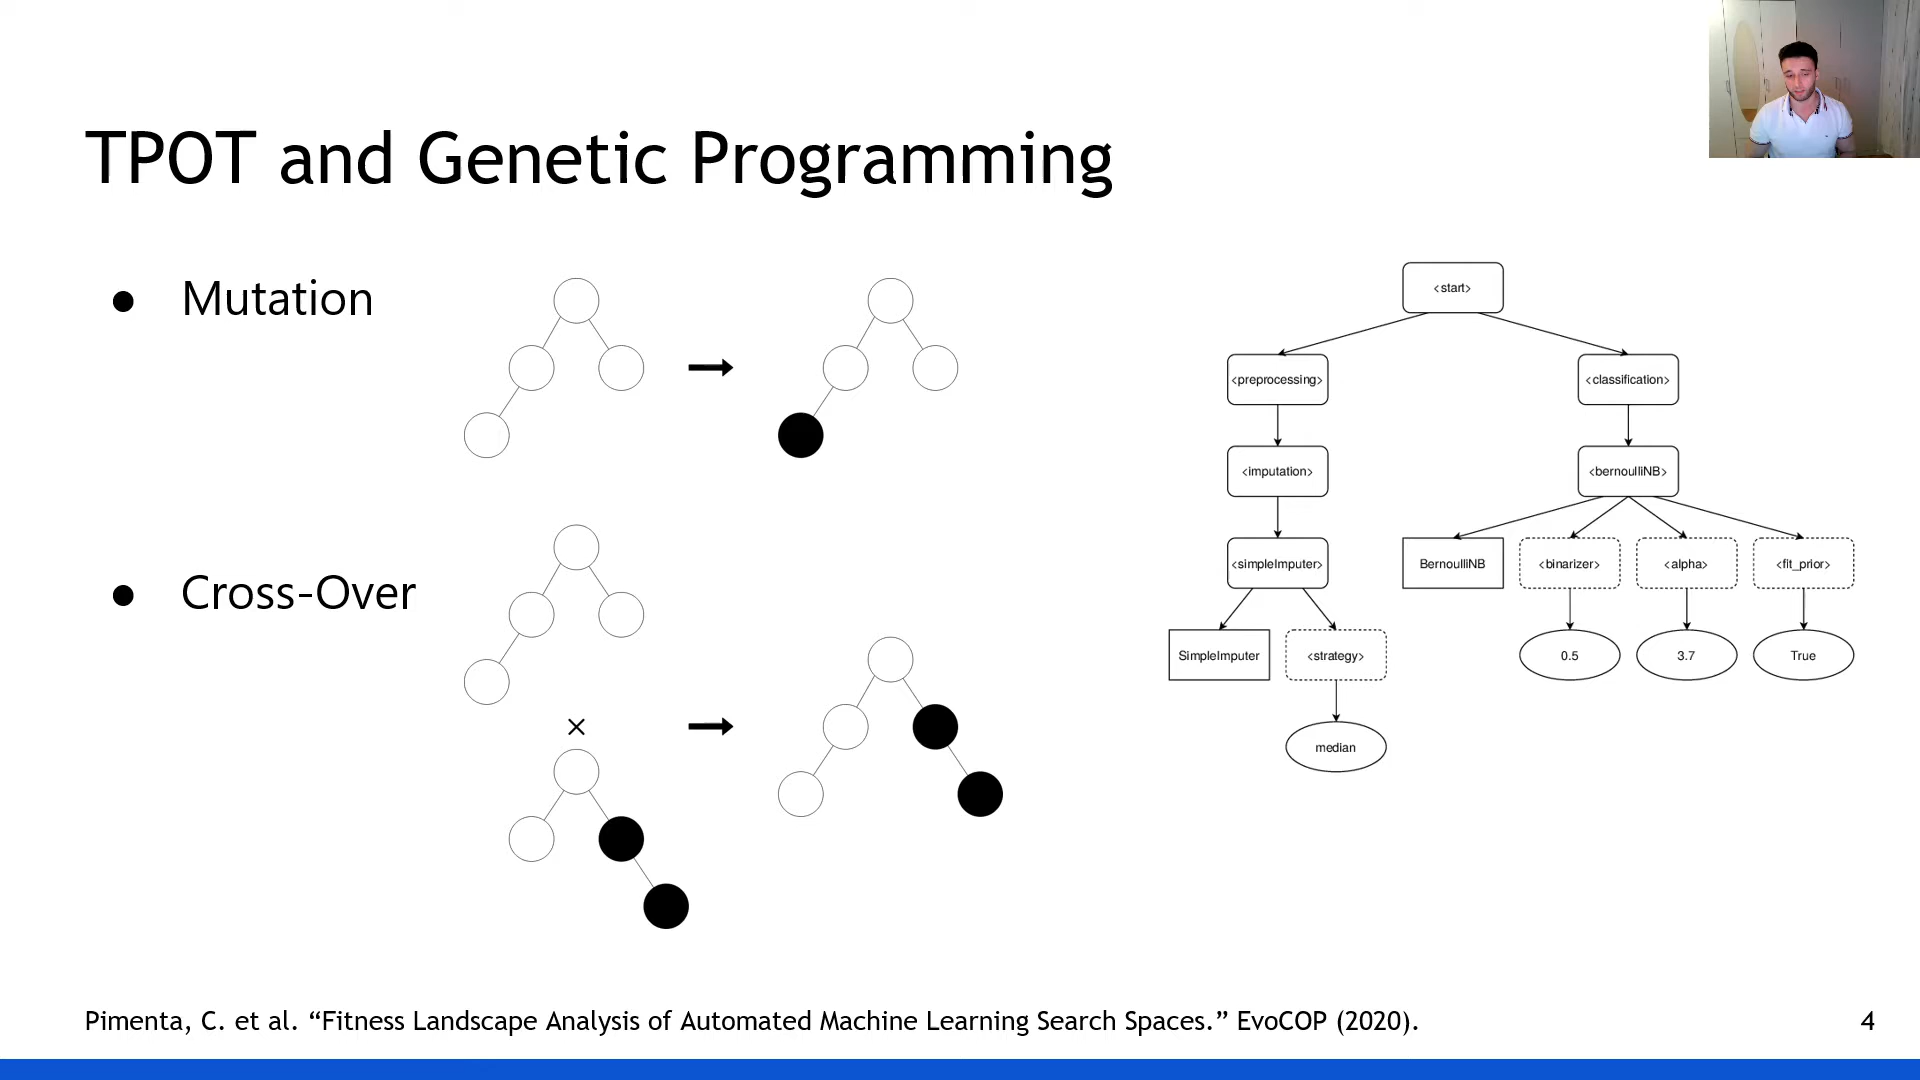 TPOT and Genetic Programming
● Mutation
● Cross-Over
×
<start>
<preprocessing>
<classification>
<imputation>
<bernoulliNB>
<simpleImputer>
BernoulliNB
<binarizer>
<alpha>
<fit_prior>
SimpleImputer
<strategy>
0.5
3.7
True
median
Pimenta, C. et al. “Fitness Landscape Analysis of Automated Machine Learning Search Spaces.” EvoCOP (2020).
4